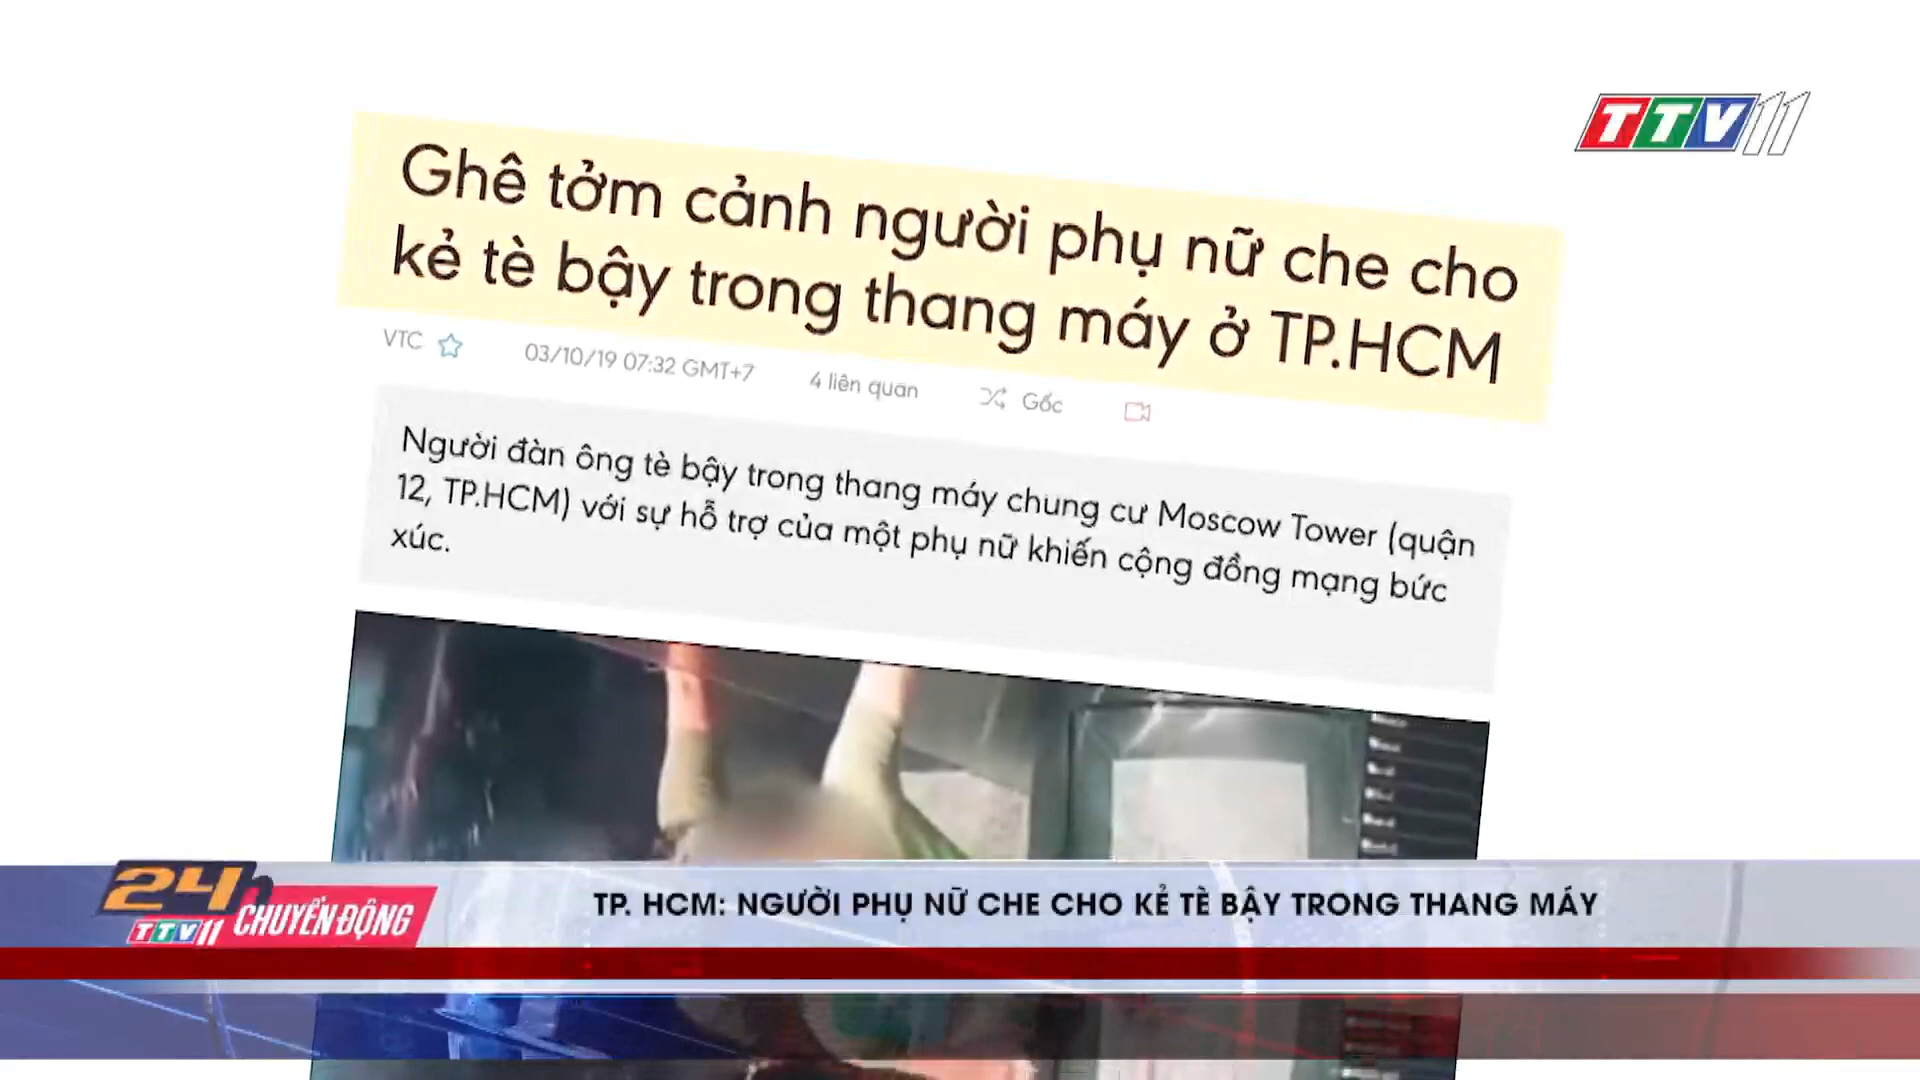 TTV11
Ghê tởm cảnh người phụ nữ che cho
kẻ tè bậy trong thang máy ở TP.HCM
VTC 03/10/19 07:32 GMT+7 4 liên quan Gốc
Người đàn ông tè bậy trong thang máy chung cư Moscow Tower (quận
12, TP.HCM) với sự hỗ trợ của một phụ nữ khiến cộng đồng mạng bức
xúc.
24h
TTV11 CHUYỂN ĐỘNG
TP. HCM: NGƯỜI PHỤ NỮ CHE CHO KẺ TÈ BẬY TRONG THANG MÁY